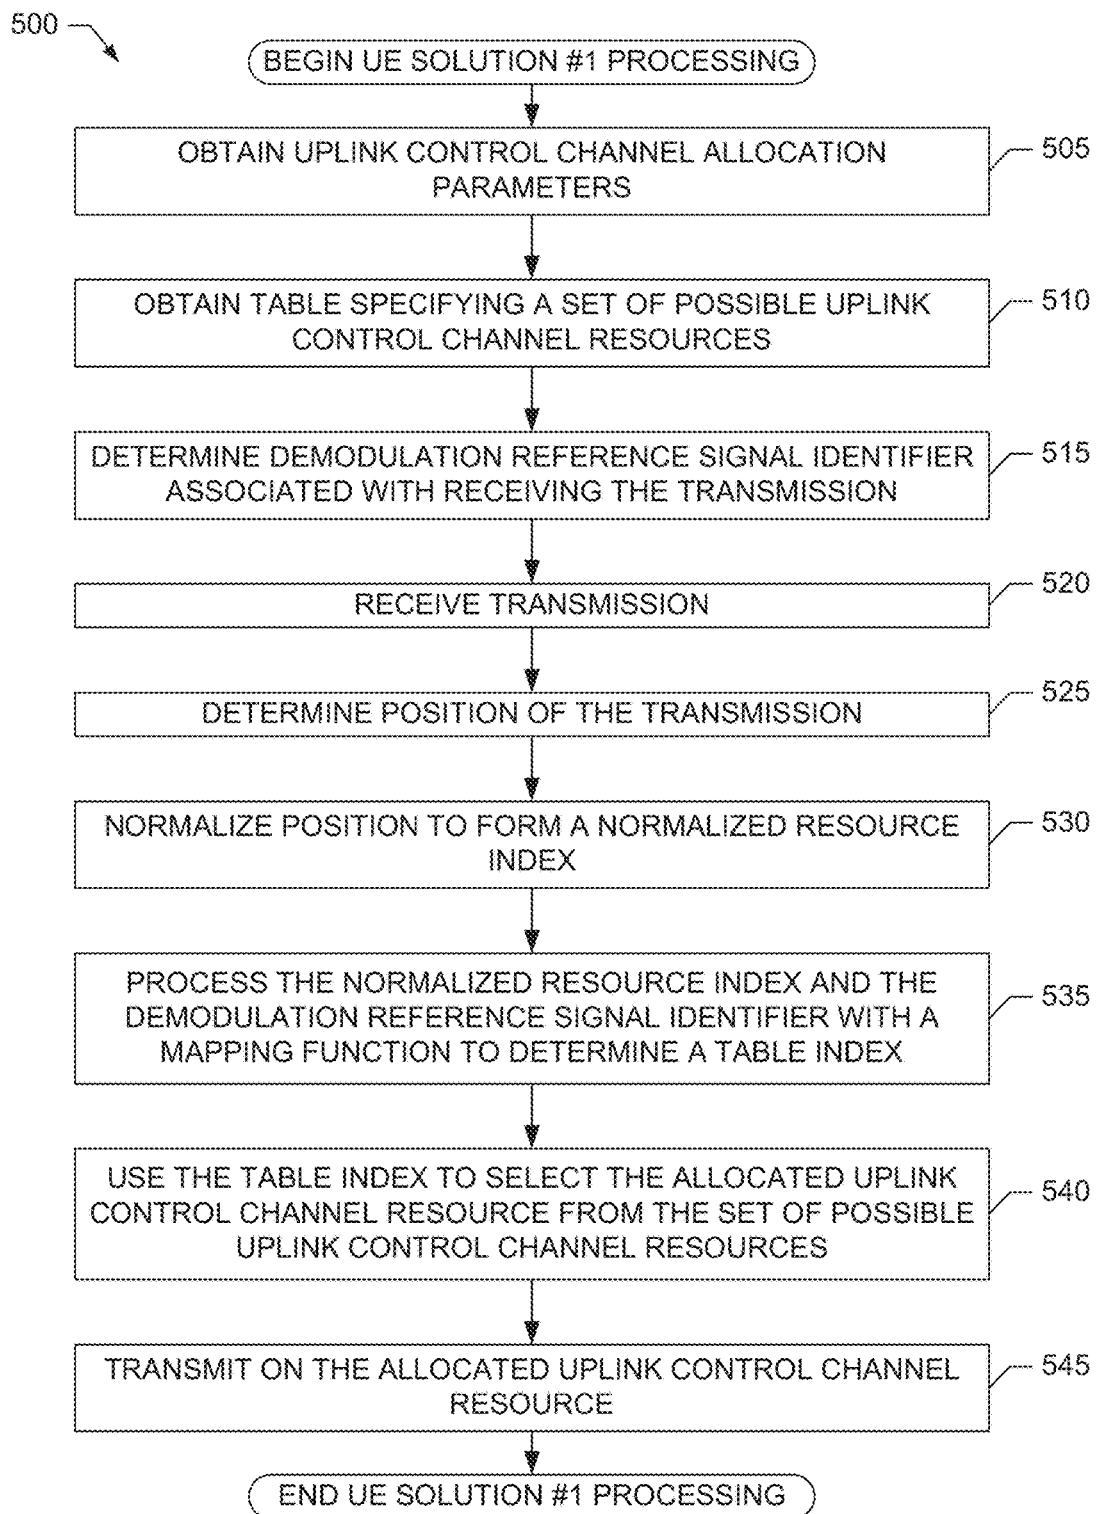 500
BEGIN UE SOLUTION #1 PROCESSING
OBTAIN UPLINK CONTROL CHANNEL ALLOCATION
PARAMETERS
505
OBTAIN TABLE SPECIFYING A SET OF POSSIBLE UPLINK
CONTROL CHANNEL RESOURCES
510
DETERMINE DEMODULATION REFERENCE SIGNAL IDENTIFIER
ASSOCIATED WITH RECEIVING THE TRANSMISSION
515
RECEIVE TRANSMISSION
520
DETERMINE POSITION OF THE TRANSMISSION
525
NORMALIZE POSITION TO FORM A NORMALIZED RESOURCE
INDEX
530
PROCESS THE NORMALIZED RESOURCE INDEX AND THE
DEMODULATION REFERENCE SIGNAL IDENTIFIER WITH A
MAPPING FUNCTION TO DETERMINE A TABLE INDEX
535
USE THE TABLE INDEX TO SELECT THE ALLOCATED UPLINK
CONTROL CHANNEL RESOURCE FROM THE SET OF POSSIBLE
UPLINK CONTROL CHANNEL RESOURCES
540
TRANSMIT ON THE ALLOCATED UPLINK CONTROL CHANNEL
RESOURCE
545
END UE SOLUTION #1 PROCESSING